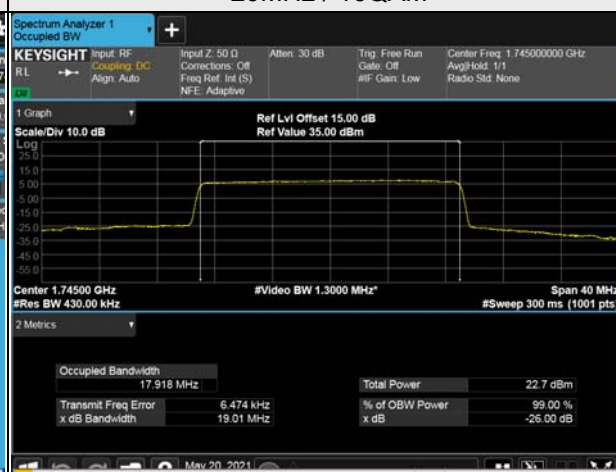 Spectrum Analyzer 1
Occupied BW
KEYSIGHT
RL
Input: RF
Coupling: DC
Align: Auto
Input Z: 50 Ω
Corrections: Off
Freq Ref: Int (S)
NFE: Adaptive
Atten: 30 dB
Trig: Free Run
Gate: Off
#IF Gain: Low
Center Freq: 1.745000000 GHz
Avg|Hold: 1/1
Radio Std: None
1 Graph
Scale/Div 10.0 dB
Ref Lvl Offset 15.00 dB
Ref Value 35.00 dBm
Log
25.0
15.0
5.00
-5.00
-15.0
-25.0
-35.0
-45.0
-55.0
Center 1.74500 GHz
#Video BW 1.3000 MHz*
Span 40 MHz
#Res BW 430.00 kHz
#Sweep 300 ms (1001 pts)
2 Metrics
Occupied Bandwidth
17.918 MHz
Total Power 22.7 dBm
Transmit Freq Error 6.474 kHz
% of OBW Power 99.00 %
x dB Bandwidth 19.01 MHz
x dB -26.00 dB
May 20, 2021